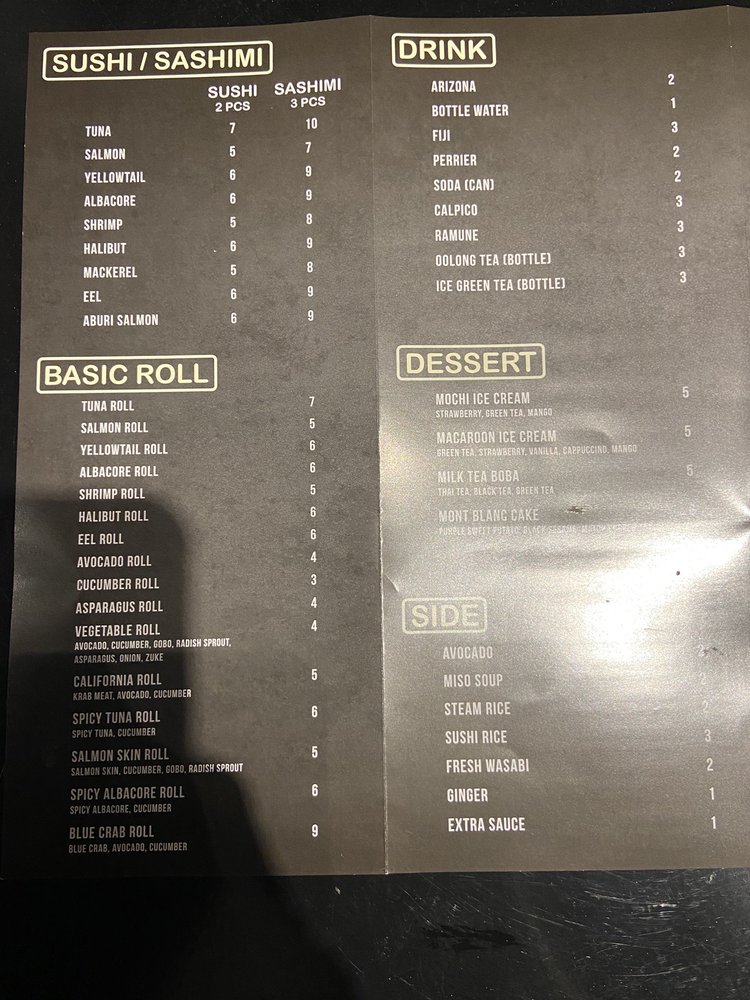 SUSHI / SASHIMI
SUSHI SASHIMI
2 PCS 3 PCS
TUNA 7 10
SALMON 5 7
YELLOWTAIL 6 9
ALBACORE 6 9
SHRIMP 5 8
HALIBUT 6 9
MACKEREL 5 8
EEL 6 9
ABURI SALMON 6 9
BASIC ROLL
TUNA ROLL 7
SALMON ROLL 5
YELLOWTAIL ROLL 6
ALBACORE ROLL 6
SHRIMP ROLL 5
HALIBUT ROLL 6
EEL ROLL 6
AVOCADO ROLL 4
CUCUMBER ROLL 3
ASPARAGUS ROLL 4
VEGETABLE ROLL 4
AVOCADO, CUCUMBER, GOBO, RADISH SPROUT,
ASPARAGUS, ONION, ZUKE
CALIFORNIA ROLL 5
KRAB MEAT, AVOCADO, CUCUMBER
SPICY TUNA ROLL 6
SPICY TUNA, CUCUMBER
SALMON SKIN ROLL 5
SALMON SKIN, CUCUMBER, GOBO, RADISH SPROUT
SPICY ALBACORE ROLL 6
SPICY ALBACORE, CUCUMBER
BLUE CRAB ROLL 9
BLUE CRAB, AVOCADO, CUCUMBER
DRINK
ARIZONA 2
BOTTLE WATER 1
FIJI 3
PERRIER 2
SODA (CAN) 2
CALPICO 3
RAMUNE 3
OOLONG TEA (BOTTLE) 3
ICE GREEN TEA (BOTTLE) 3
DESSERT
MOCHI ICE CREAM 5
STRAWBERRY, GREEN TEA, MANGO
MACAROON ICE CREAM 5
GREEN TEA, STRAWBERRY, VANILLA, CAPPUCCINO, MANGO
MILK TEA BOBA 5
THAI TEA, BLACK TEA, GREEN TEA
MONT BLANG CAKE
PURPLE SWEET POTATO, BLACK SESAME,
SIDE
AVOCADO
MISO SOUP 2
STEAM RICE 2
SUSHI RICE 3
FRESH WASABI 2
GINGER 1
EXTRA SAUCE 1